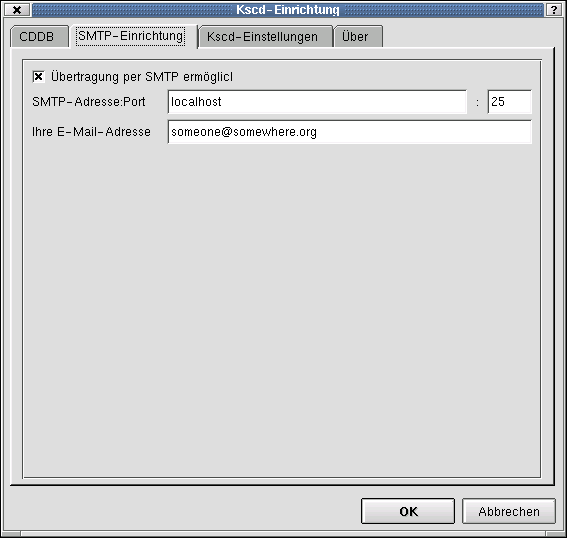 Kscd-Einrichtung
?
CDDB SMTP-Einrichtung Kscd-Einstellungen Über
Übertragung per SMTP ermöglicl
SMTP-Adresse:Port localhost : 25
Ihre E-Mail-Adresse someone@somewhere.org
OK Abbrechen